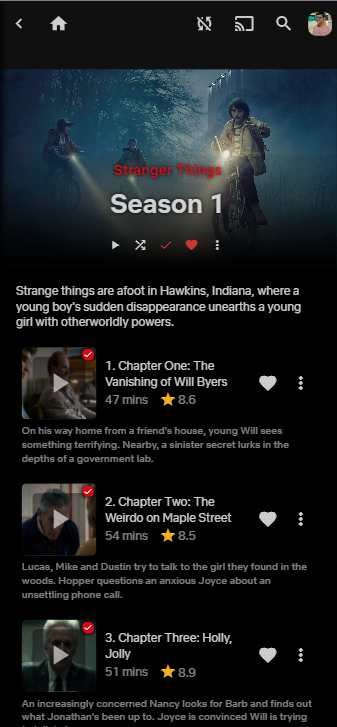 Stranger Things
Season 1
Strange things are afoot in Hawkins, Indiana, where a
young boy's sudden disappearance unearths a young
girl with otherworldly powers.
1. Chapter One: The
Vanishing of Will Byers
47 mins 8.6
On his way home from a friend's house, young Will sees
something terrifying. Nearby, a sinister secret lurks in the
depths of a government lab.
2. Chapter Two: The
Weirdo on Maple Street
54 mins 8.5
Lucas, Mike and Dustin try to talk to the girl they found in the
woods. Hopper questions an anxious Joyce about an
unsettling phone call.
3. Chapter Three: Holly,
Jolly
51 mins 8.9
An increasingly concerned Nancy looks for Barb and finds out
what Jonathan's been up to. Joyce is convinced Will is trying